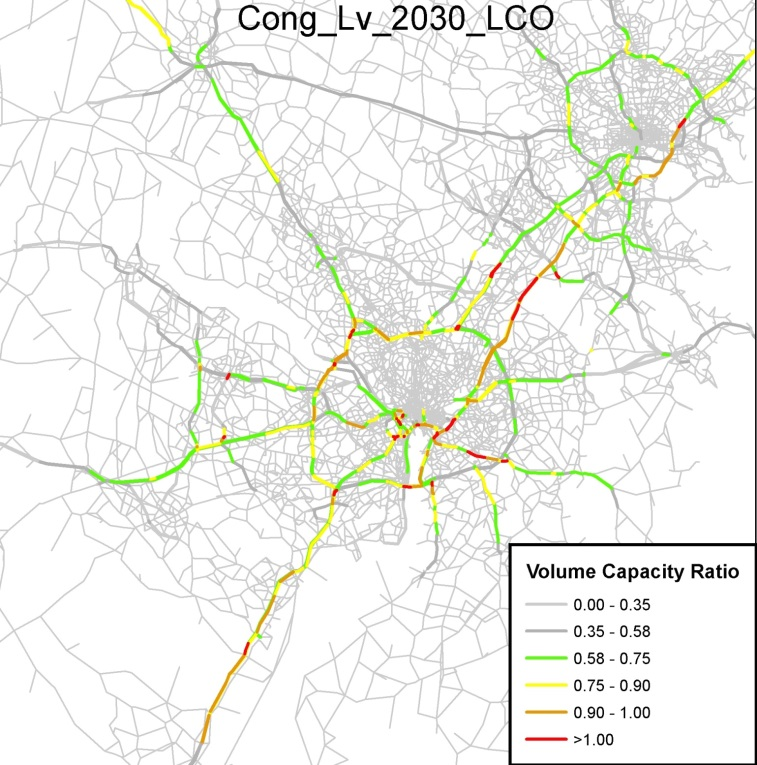 Cong_Lv_2030_LCO
Volume Capacity Ratio
0.00 - 0.35
0.35 - 0.58
0.58 - 0.75
0.75 - 0.90
0.90 - 1.00
>1.00